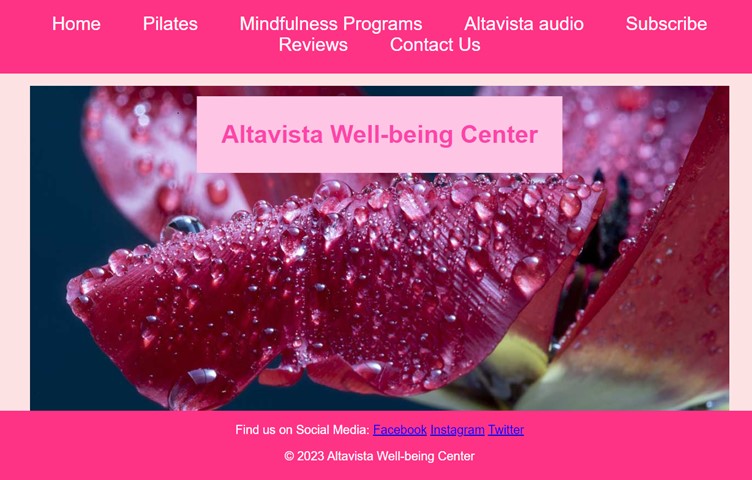 Home Pilates Mindfulness Programs Altavista audio Subscribe
Reviews Contact Us
Altavista Well-being Center
Find us on Social Media: Facebook Instagram Twitter
© 2023 Altavista Well-being Center